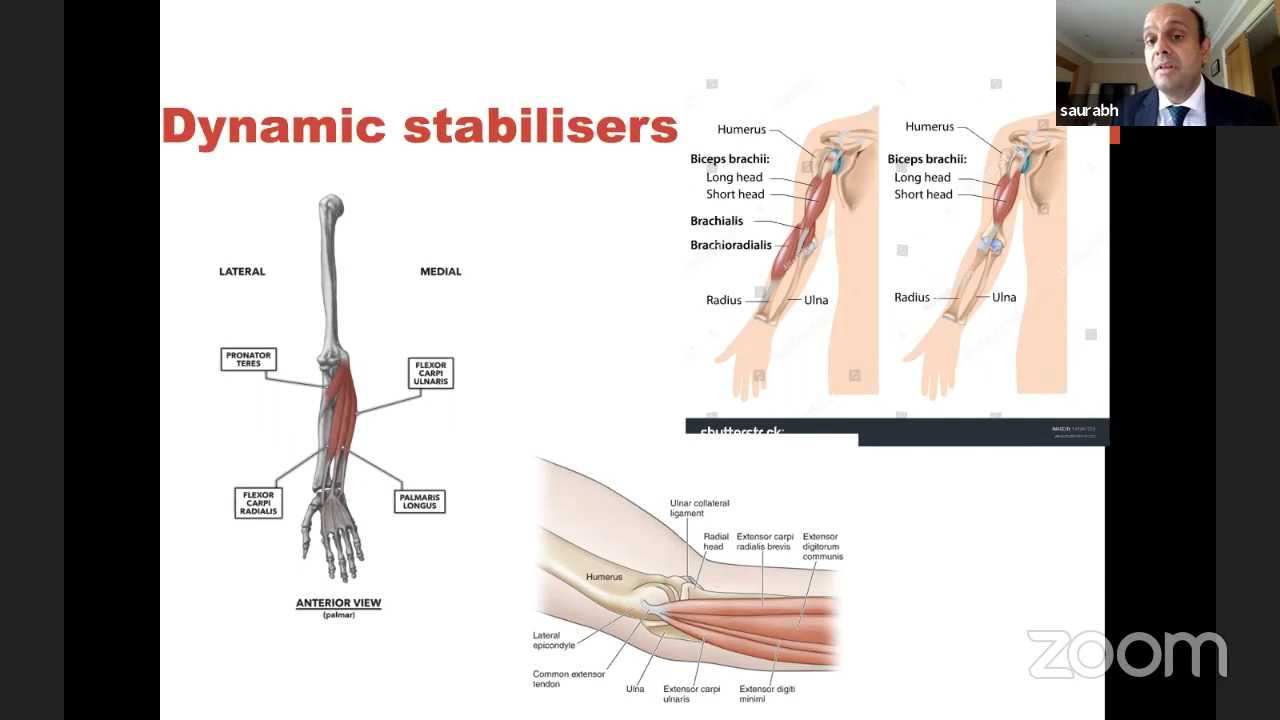 Dynamic stabilisers
saurabh
LATERAL
MEDIAL
PRONATOR
TERES
FLEXOR
CARPI
ULNARIS
FLEXOR
CARPI
RADIALIS
PALMARIS
LONGUS
ANTERIOR VIEW
(palmar)
Humerus
Biceps brachii:
Long head
Short head
Brachialis
Brachioradialis
Radius
Ulna
Humerus
Biceps brachii:
Long head
Short head
Radius
Ulna
Ulnar collateral
ligament
Radial
head
Extensor carpi
radialis brevis
Extensor
digitorum
communis
Humerus
Lateral
epicondyle
Common extensor
tendon
Ulna
Extensor carpi
ulnaris
Extensor digiti
minimi
zoom